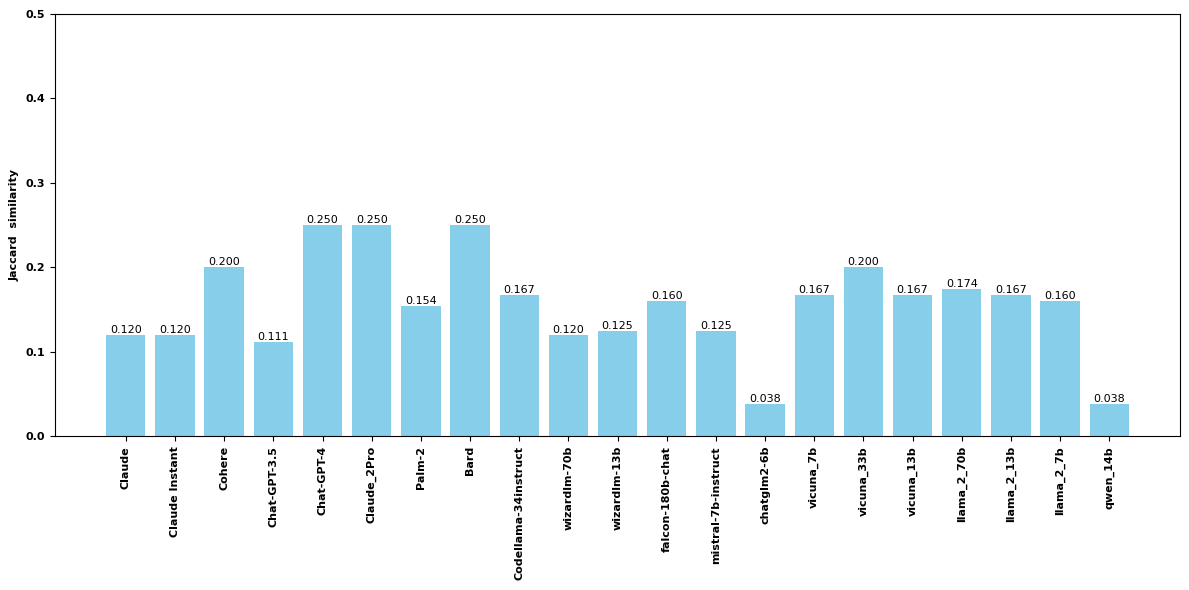 0.5
0.4
0.3
0.2
0.1
0.0
Jaccard similarity
0.120
0.120
0.200
0.111
0.250
0.250
0.154
0.250
0.167
0.120
0.125
0.160
0.125
0.038
0.167
0.200
0.167
0.174
0.167
0.160
0.038
Claude
Claude Instant
Cohere
Chat-GPT-3.5
Chat-GPT-4
Claude_2Pro
Palm-2
Bard
Codellama-34instruct
wizardlm-70b
wizardlm-13b
falcon-180b-chat
mistral-7b-instruct
chatglm2-6b
vicuna_7b
vicuna_33b
vicuna_13b
llama_2_70b
llama_2_13b
llama_2_7b
qwen_14b